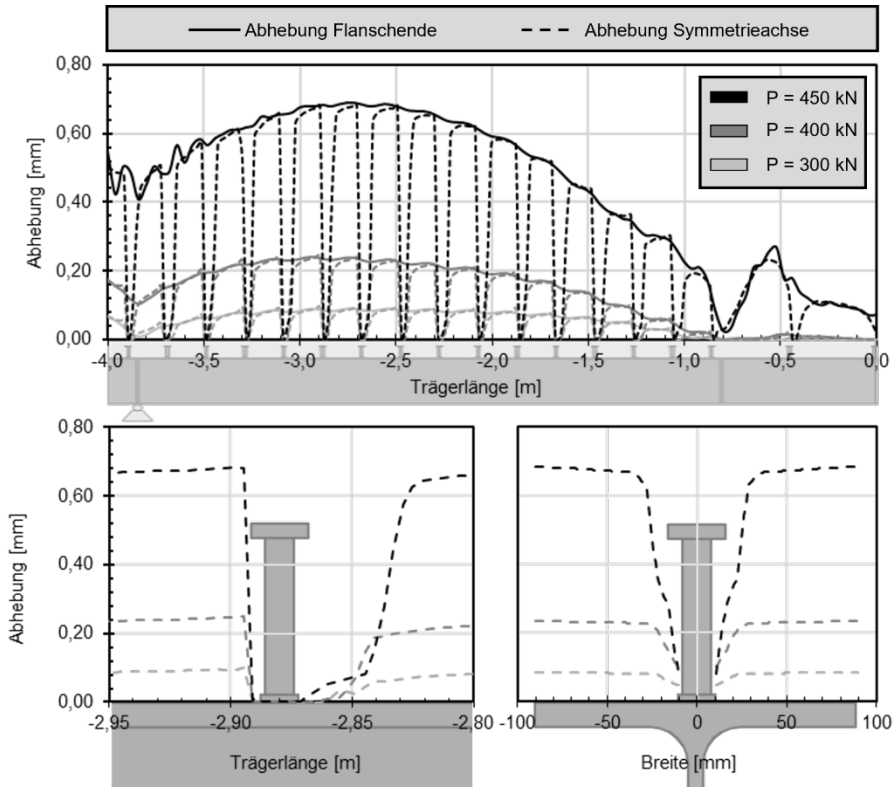 Abhebung Flanschende Abhebung Symmetrieachse
0,80
0,60
0,40
0,20
0,00
Abhebung [mm]
P = 450 kN
P = 400 kN
P = 300 kN
-4,0 -3,5 -3,0 -2,5 -2,0 -1,5 -1,0 -0,5 0,0
Trägerlänge [m]
0,80
0,60
0,40
0,20
0,00
Abhebung [mm]
-2,95 -2,90 -2,85 -2,80
Trägerlänge [m]
-100 -50 0 50 100
Breite [mm]